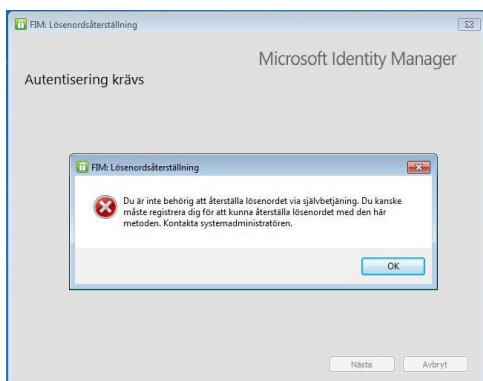 FIM: Lösenordsåterställning
Microsoft Identity Manager
Autentisering krävs
FIM: Lösenordsåterställning
Du är inte behörig att återställa lösenordet via självbetjäning. Du kanske
måste registrera dig för att kunna återställa lösenordet med den här
metoden. Kontakta systemadministratören.
OK
Nästa
Avbryt